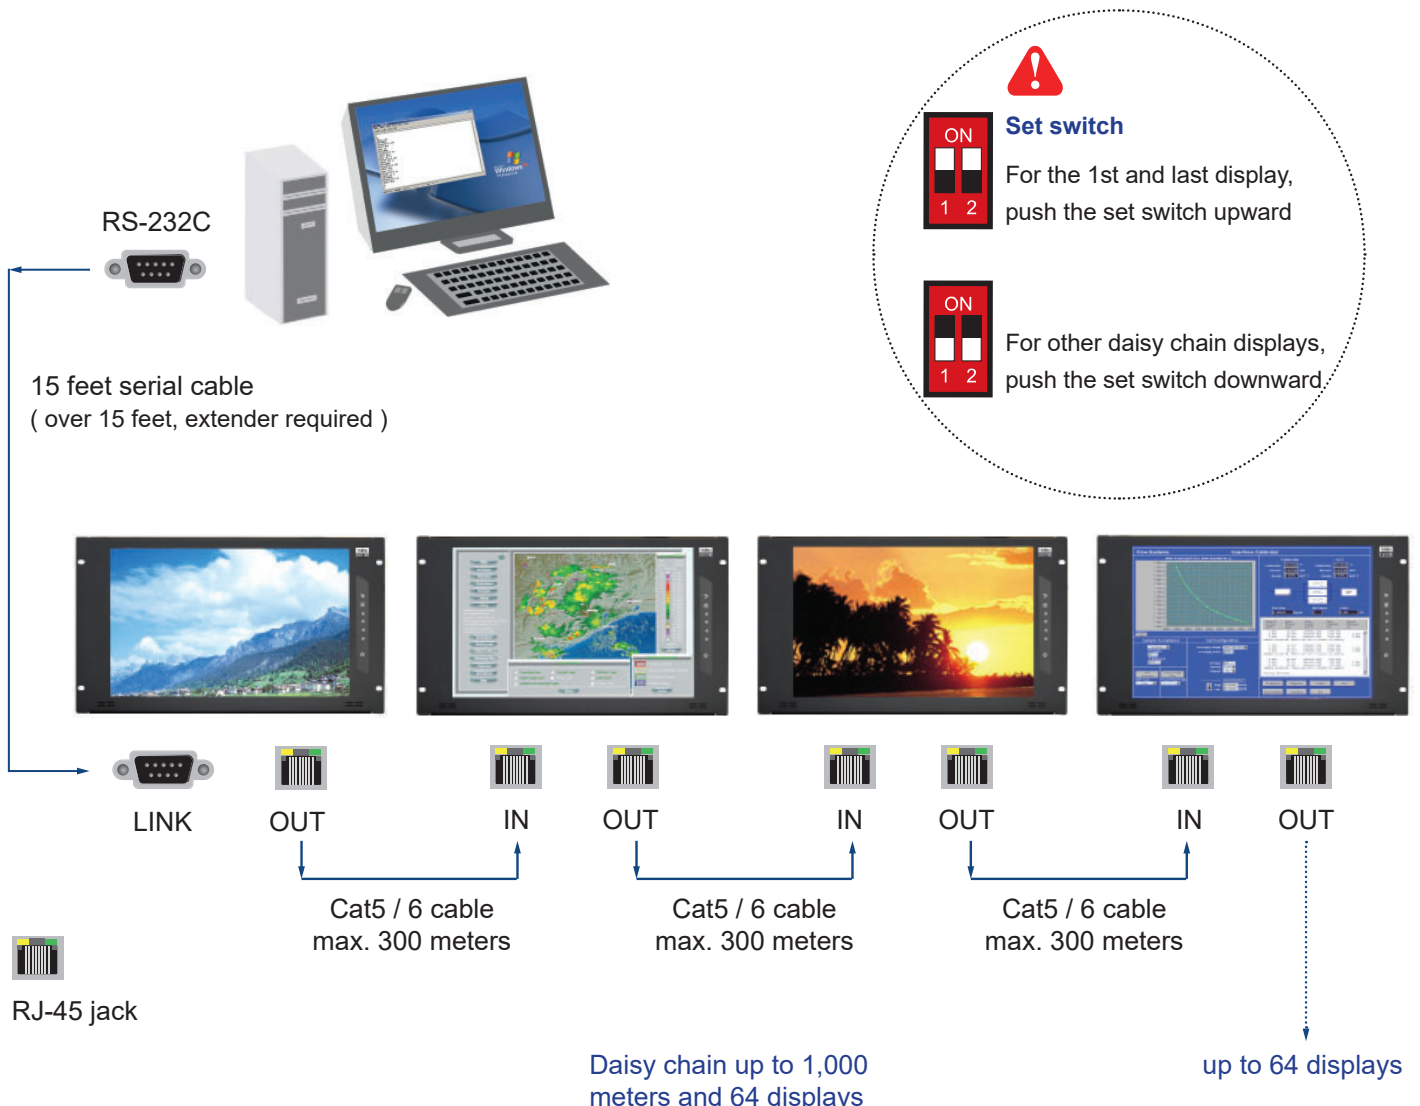 ON
1 2
Set switch
For the 1st and last display,
push the set switch upward
ON
1 2
For other daisy chain displays,
push the set switch downward.
RS-232C
Windows
15 feet serial cable
( over 15 feet, extender required )
LINK
OUT
IN
OUT
IN
OUT
IN
OUT
Cat5 / 6 cable
max. 300 meters
Cat5 / 6 cable
max. 300 meters
Cat5 / 6 cable
max. 300 meters
RJ-45 jack
Daisy chain up to 1,000
meters and 64 displays
up to 64 displays